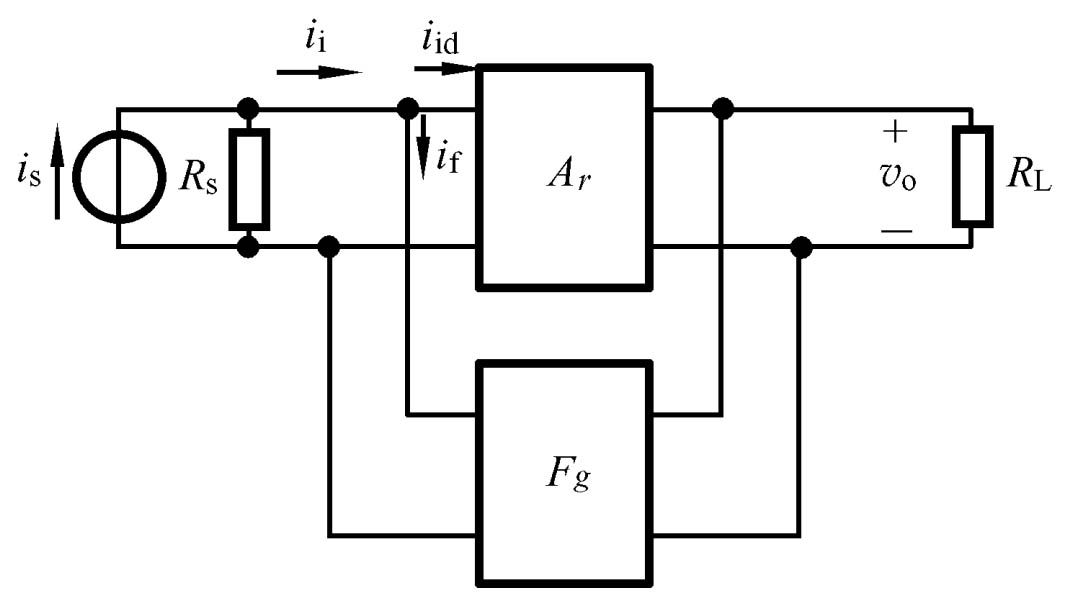 i_i
i_id
i_s
R_s
i_f
A_r
+
v_o
−
R_L
F_g